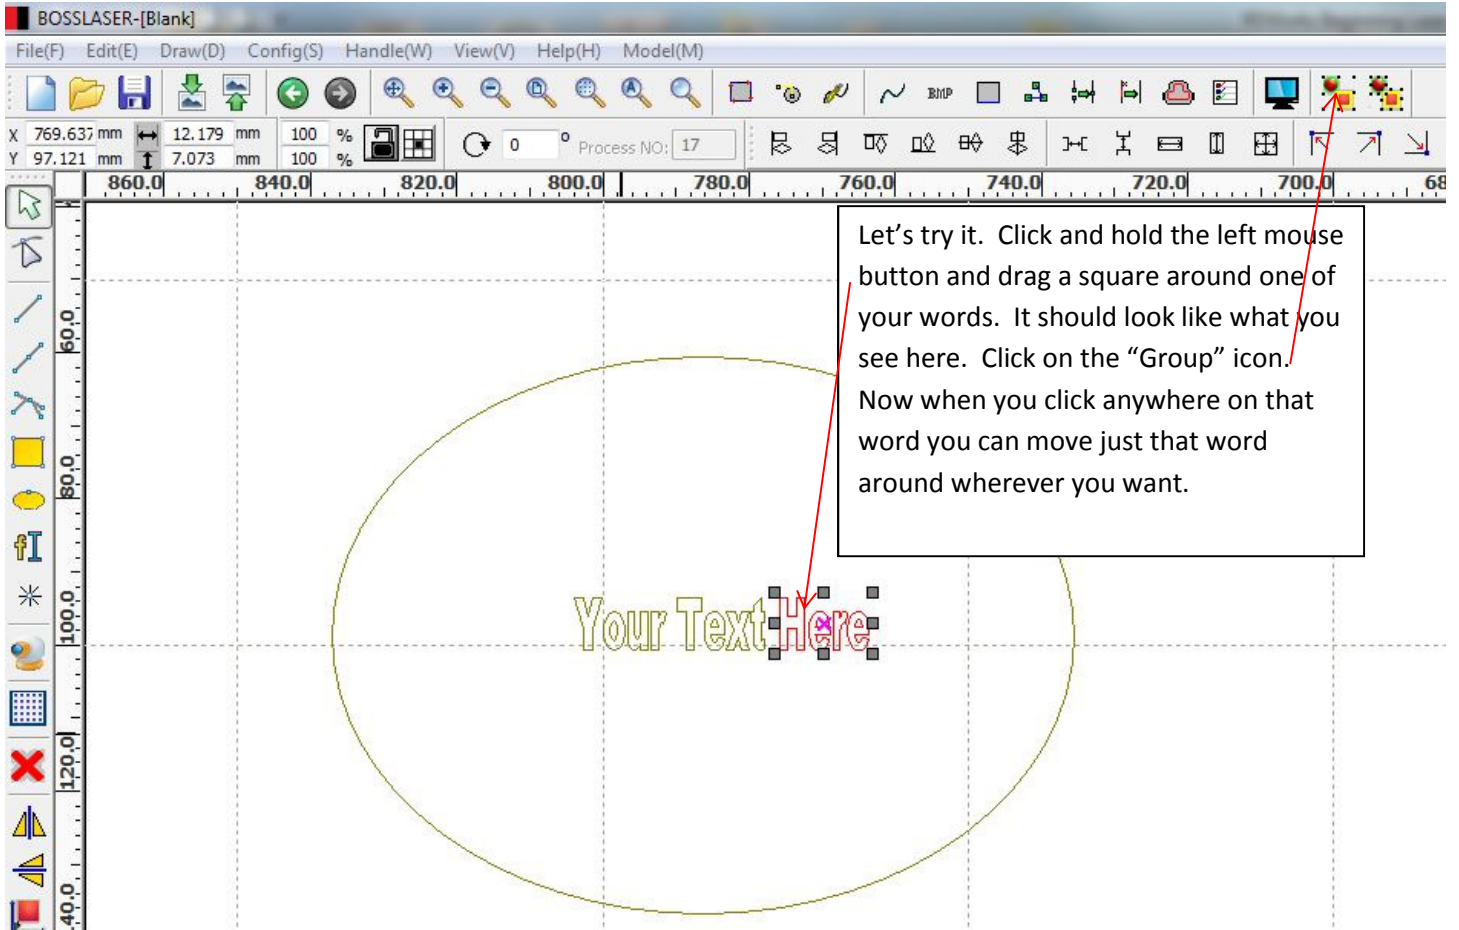 BOSSLASER-[Blank]
File(F) Edit(E) Draw(D) Config(S) Handle(W) View(V) Help(H) Model(M)
BMP
X 769.637 mm 12.179 mm 100 %
Y 97.121 mm 7.073 mm 100 %
0 ° Process NO: 17
860.0 840.0 820.0 800.0 780.0 760.0 740.0 720.0 700.0 68
60.0
80.0
100.0
120.0
40.0
Let's try it. Click and hold the left mouse
button and drag a square around one of
your words. It should look like what you
see here. Click on the “Group” icon.
Now when you click anywhere on that
word you can move just that word
around wherever you want.
Your Text Here